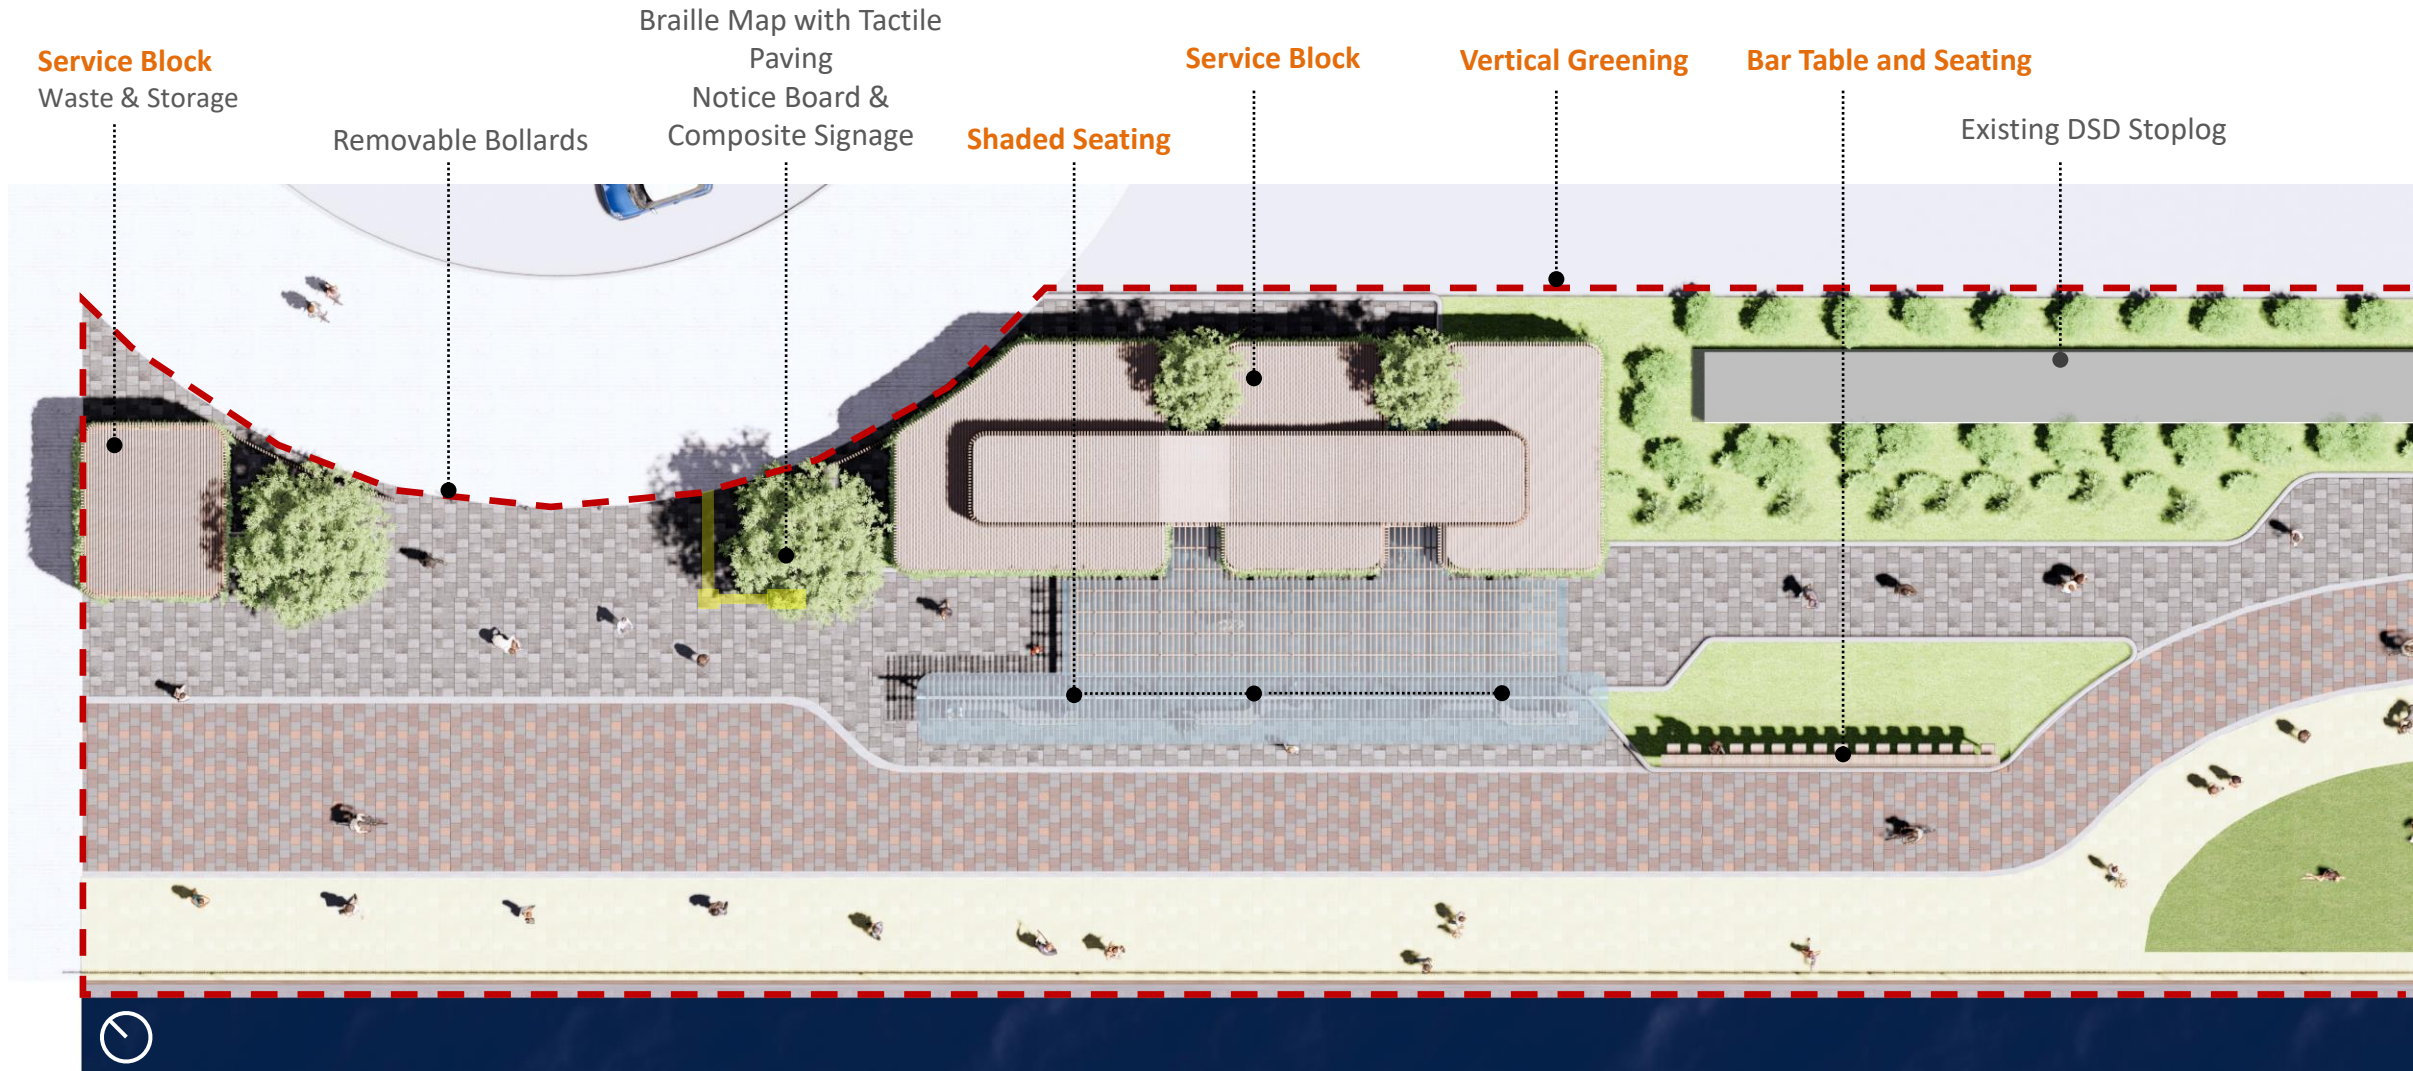 Service Block
Waste & Storage
Removable Bollards
Braille Map with Tactile
Paving
Notice Board &
Composite Signage
Shaded Seating
Service Block
Vertical Greening
Bar Table and Seating
Existing DSD Stoplog